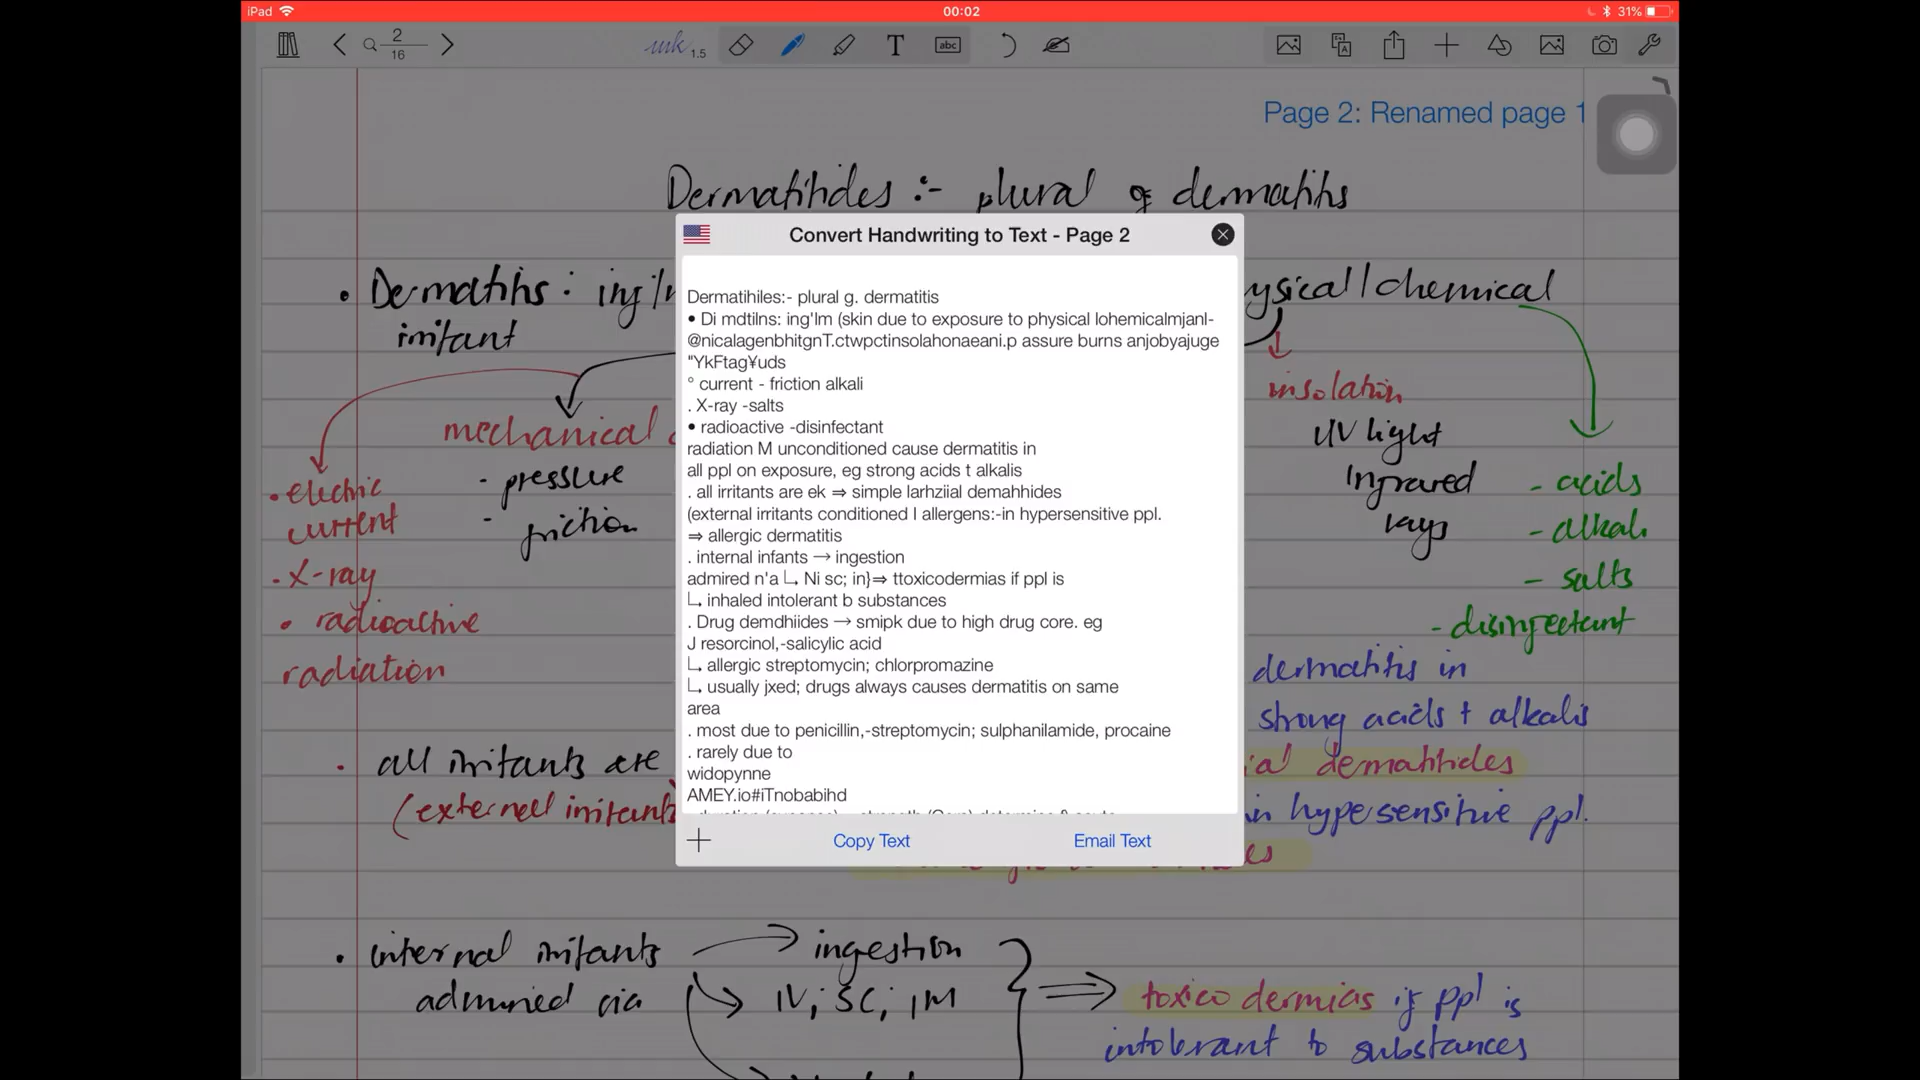 iPad
00:02
31%
2
16
mk 1.5
T
abc
Page 2: Renamed page 1
Dermatitides :- plural of dermatitis
• Dermatitis : inf/
ysical/chemical
irritant
mechanical
- pressure
- friction
• electric
current
• X-ray
• radioactive
radiation
insolation
UV light
Infrared
rays
- acids
- alkali
- salts
- disinfectant
dermatitis in
strong acids + alkalis
• all irritants are
ial dermatitides
(external irritants
in hypersensitive ppl.
• internal irritants
admined via
ingestion
IV; SC; IM
toxicodermias if ppl is
intolerant to substances
Convert Handwriting to Text - Page 2
Dermatihiles:- plural g. dermatitis
• Di mdtilns: ing'lm (skin due to exposure to physical lohemicalmjanl-
@nicalagenbhitgnT.ctwpctinsolahonaeani.p assure burns anjobyajuge
"YkFtag¥uds
° current - friction alkali
. X-ray -salts
• radioactive -disinfectant
radiation M unconditioned cause dermatitis in
all ppl on exposure, eg strong acids t alkalis
. all irritants are ek ⇒ simple larhziial demahhides
(external irritants conditioned I allergens:-in hypersensitive ppl.
⇒ allergic dermatitis
. internal infants → ingestion
admired n'a ↳ Ni sc; in}⇒ ttoxicodermias if ppl is
↳ inhaled intolerant b substances
. Drug demdhiides → smipk due to high drug core. eg
J resorcinol,-salicylic acid
↳ allergic streptomycin; chlorpromazine
↳ usually jxed; drugs always causes dermatitis on same
area
. most due to penicillin,-streptomycin; sulphanilamide, procaine
. rarely due to
widopynne
AMEY.io#iTnobabihd
Copy Text
Email Text